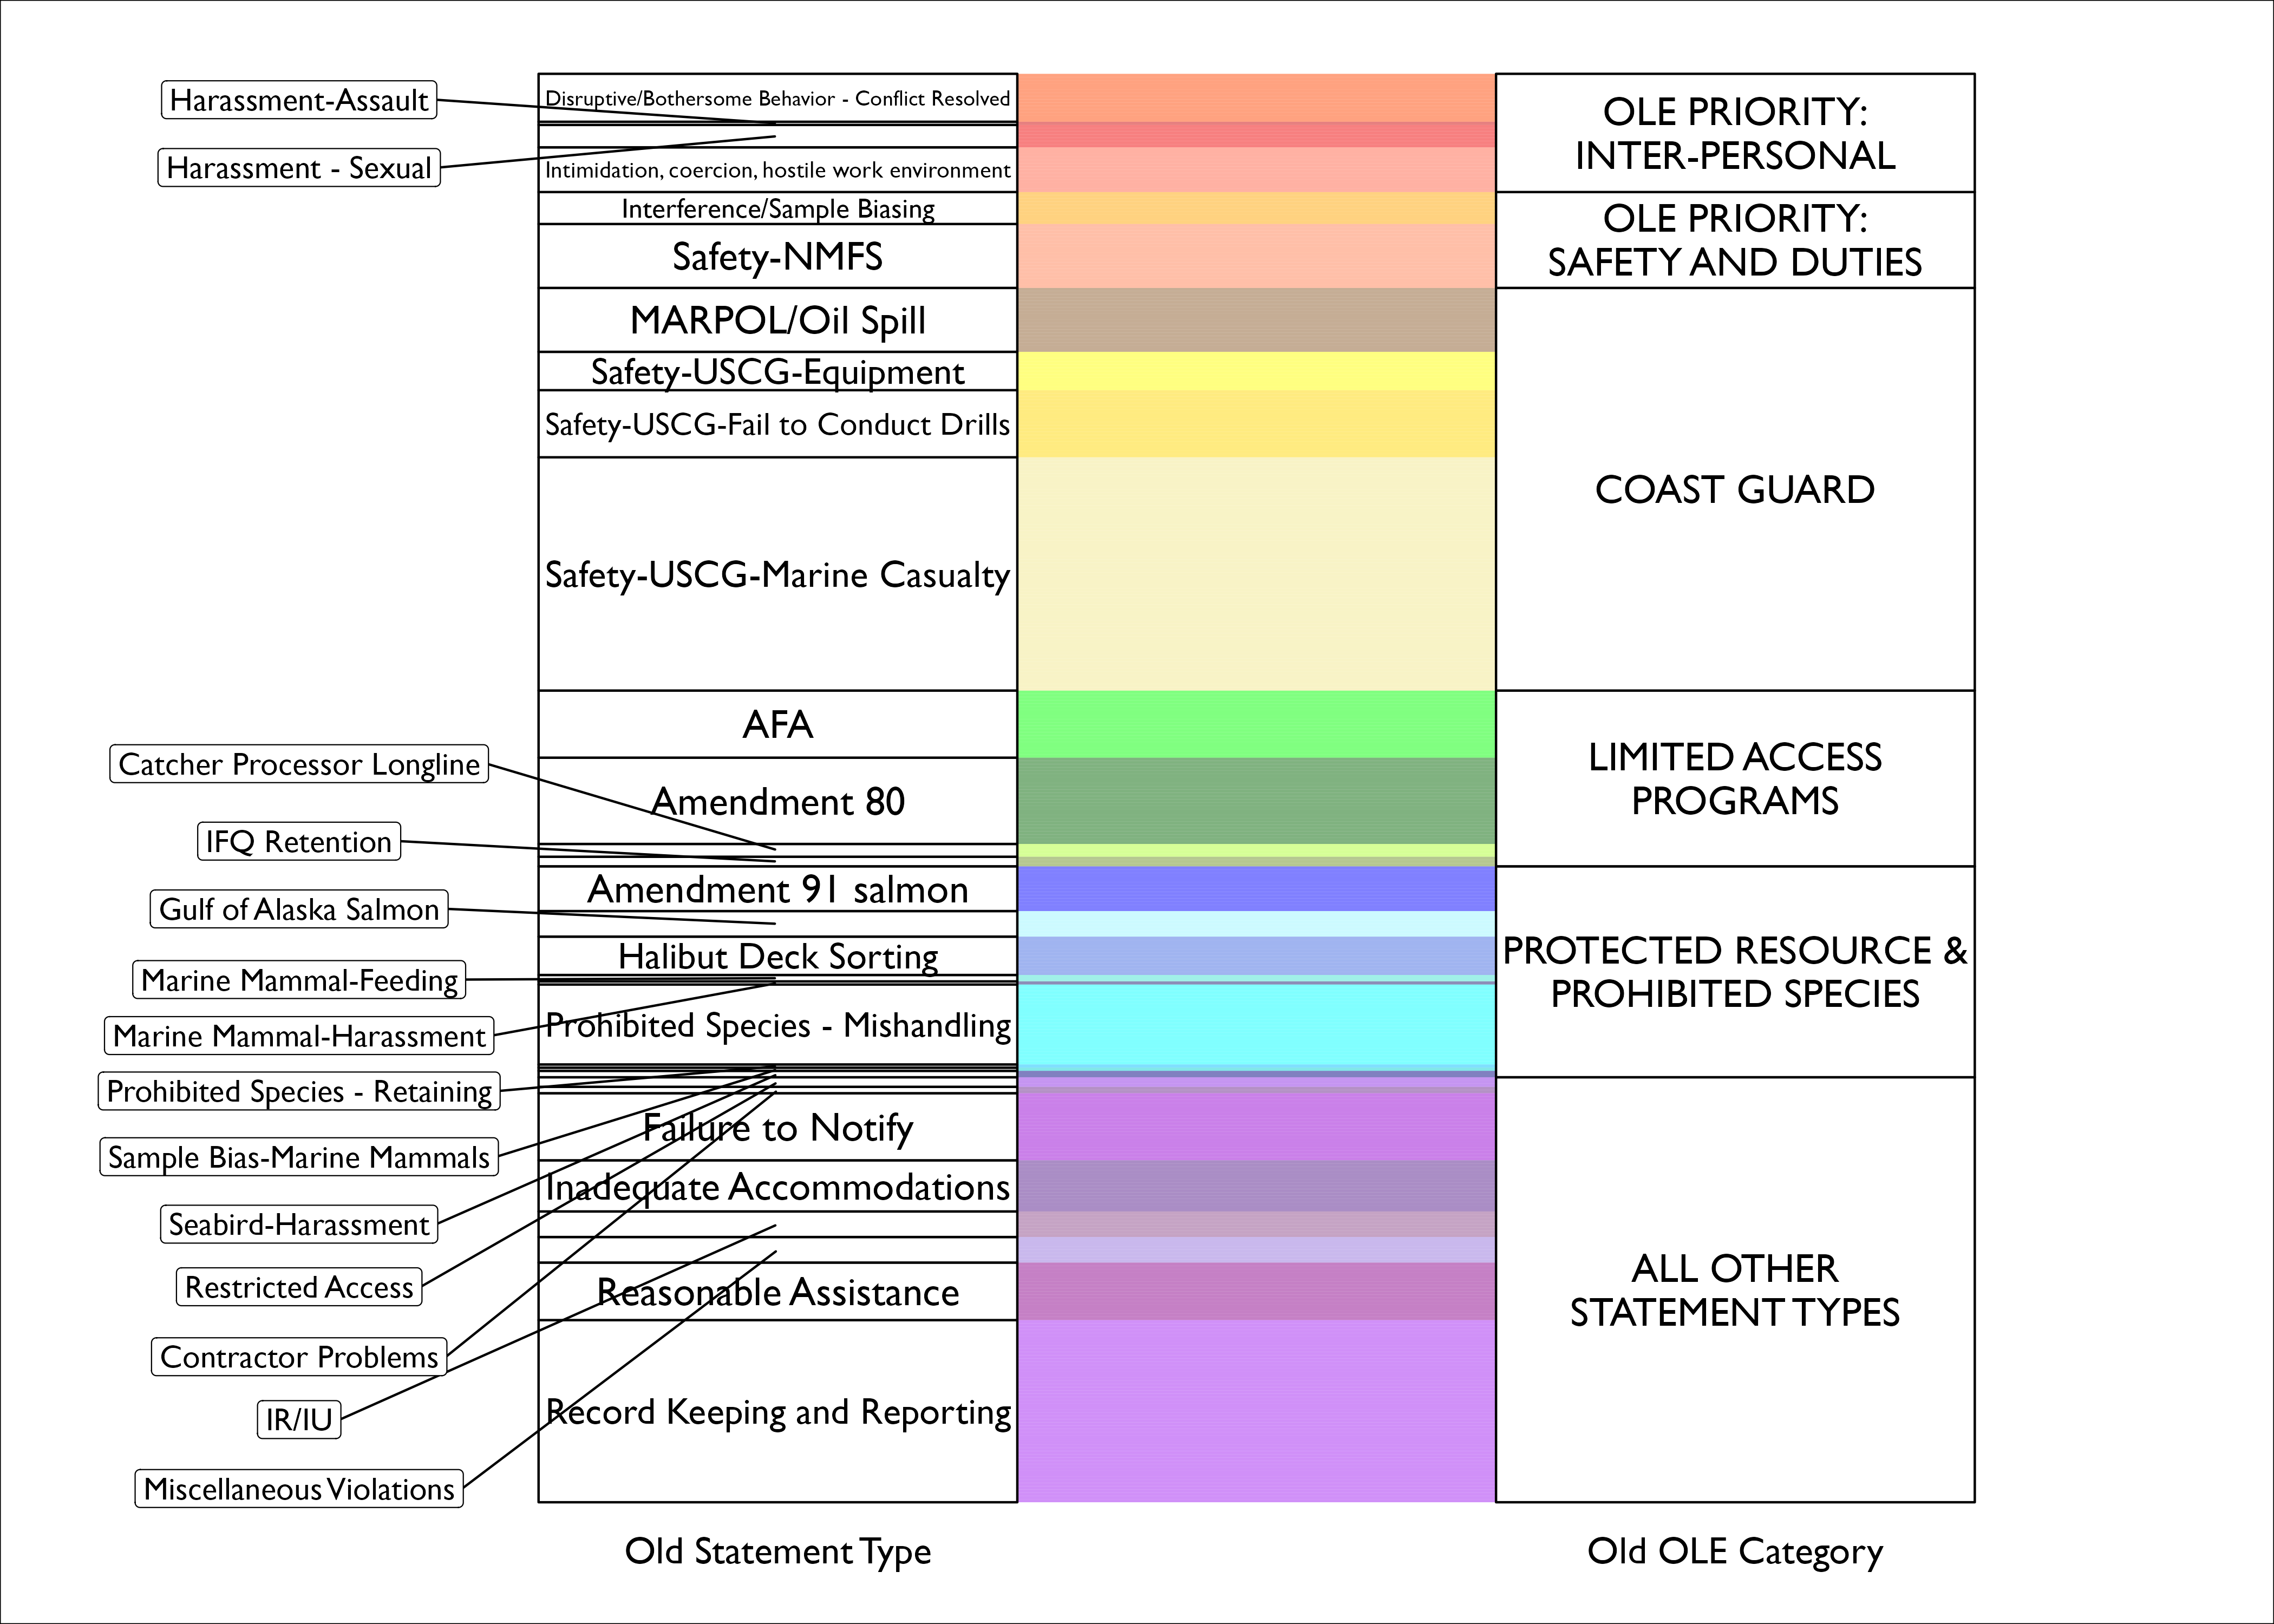 Harassment-Assault
Harassment - Sexual
Catcher Processor Longline
IFQ Retention
Gulf of Alaska Salmon
Marine Mammal-Feeding
Marine Mammal-Harassment
Prohibited Species - Retaining
Sample Bias-Marine Mammals
Seabird-Harassment
Restricted Access
Contractor Problems
IR/IU
Miscellaneous Violations
Disruptive/Bothersome Behavior - Conflict Resolved
Intimidation, coercion, hostile work environment
Interference/Sample Biasing
Safety-NMFS
MARPOL/Oil Spill
Safety-USCG-Equipment
Safety-USCG-Fail to Conduct Drills
Safety-USCG-Marine Casualty
AFA
Amendment 80
Amendment 91 salmon
Halibut Deck Sorting
Prohibited Species - Mishandling
Failure to Notify
Inadequate Accommodations
Reasonable Assistance
Record Keeping and Reporting
OLE PRIORITY:
INTER-PERSONAL
OLE PRIORITY:
SAFETY AND DUTIES
COAST GUARD
LIMITED ACCESS
PROGRAMS
PROTECTED RESOURCE &
PROHIBITED SPECIES
ALL OTHER
STATEMENT TYPES
Old Statement Type
Old OLE Category